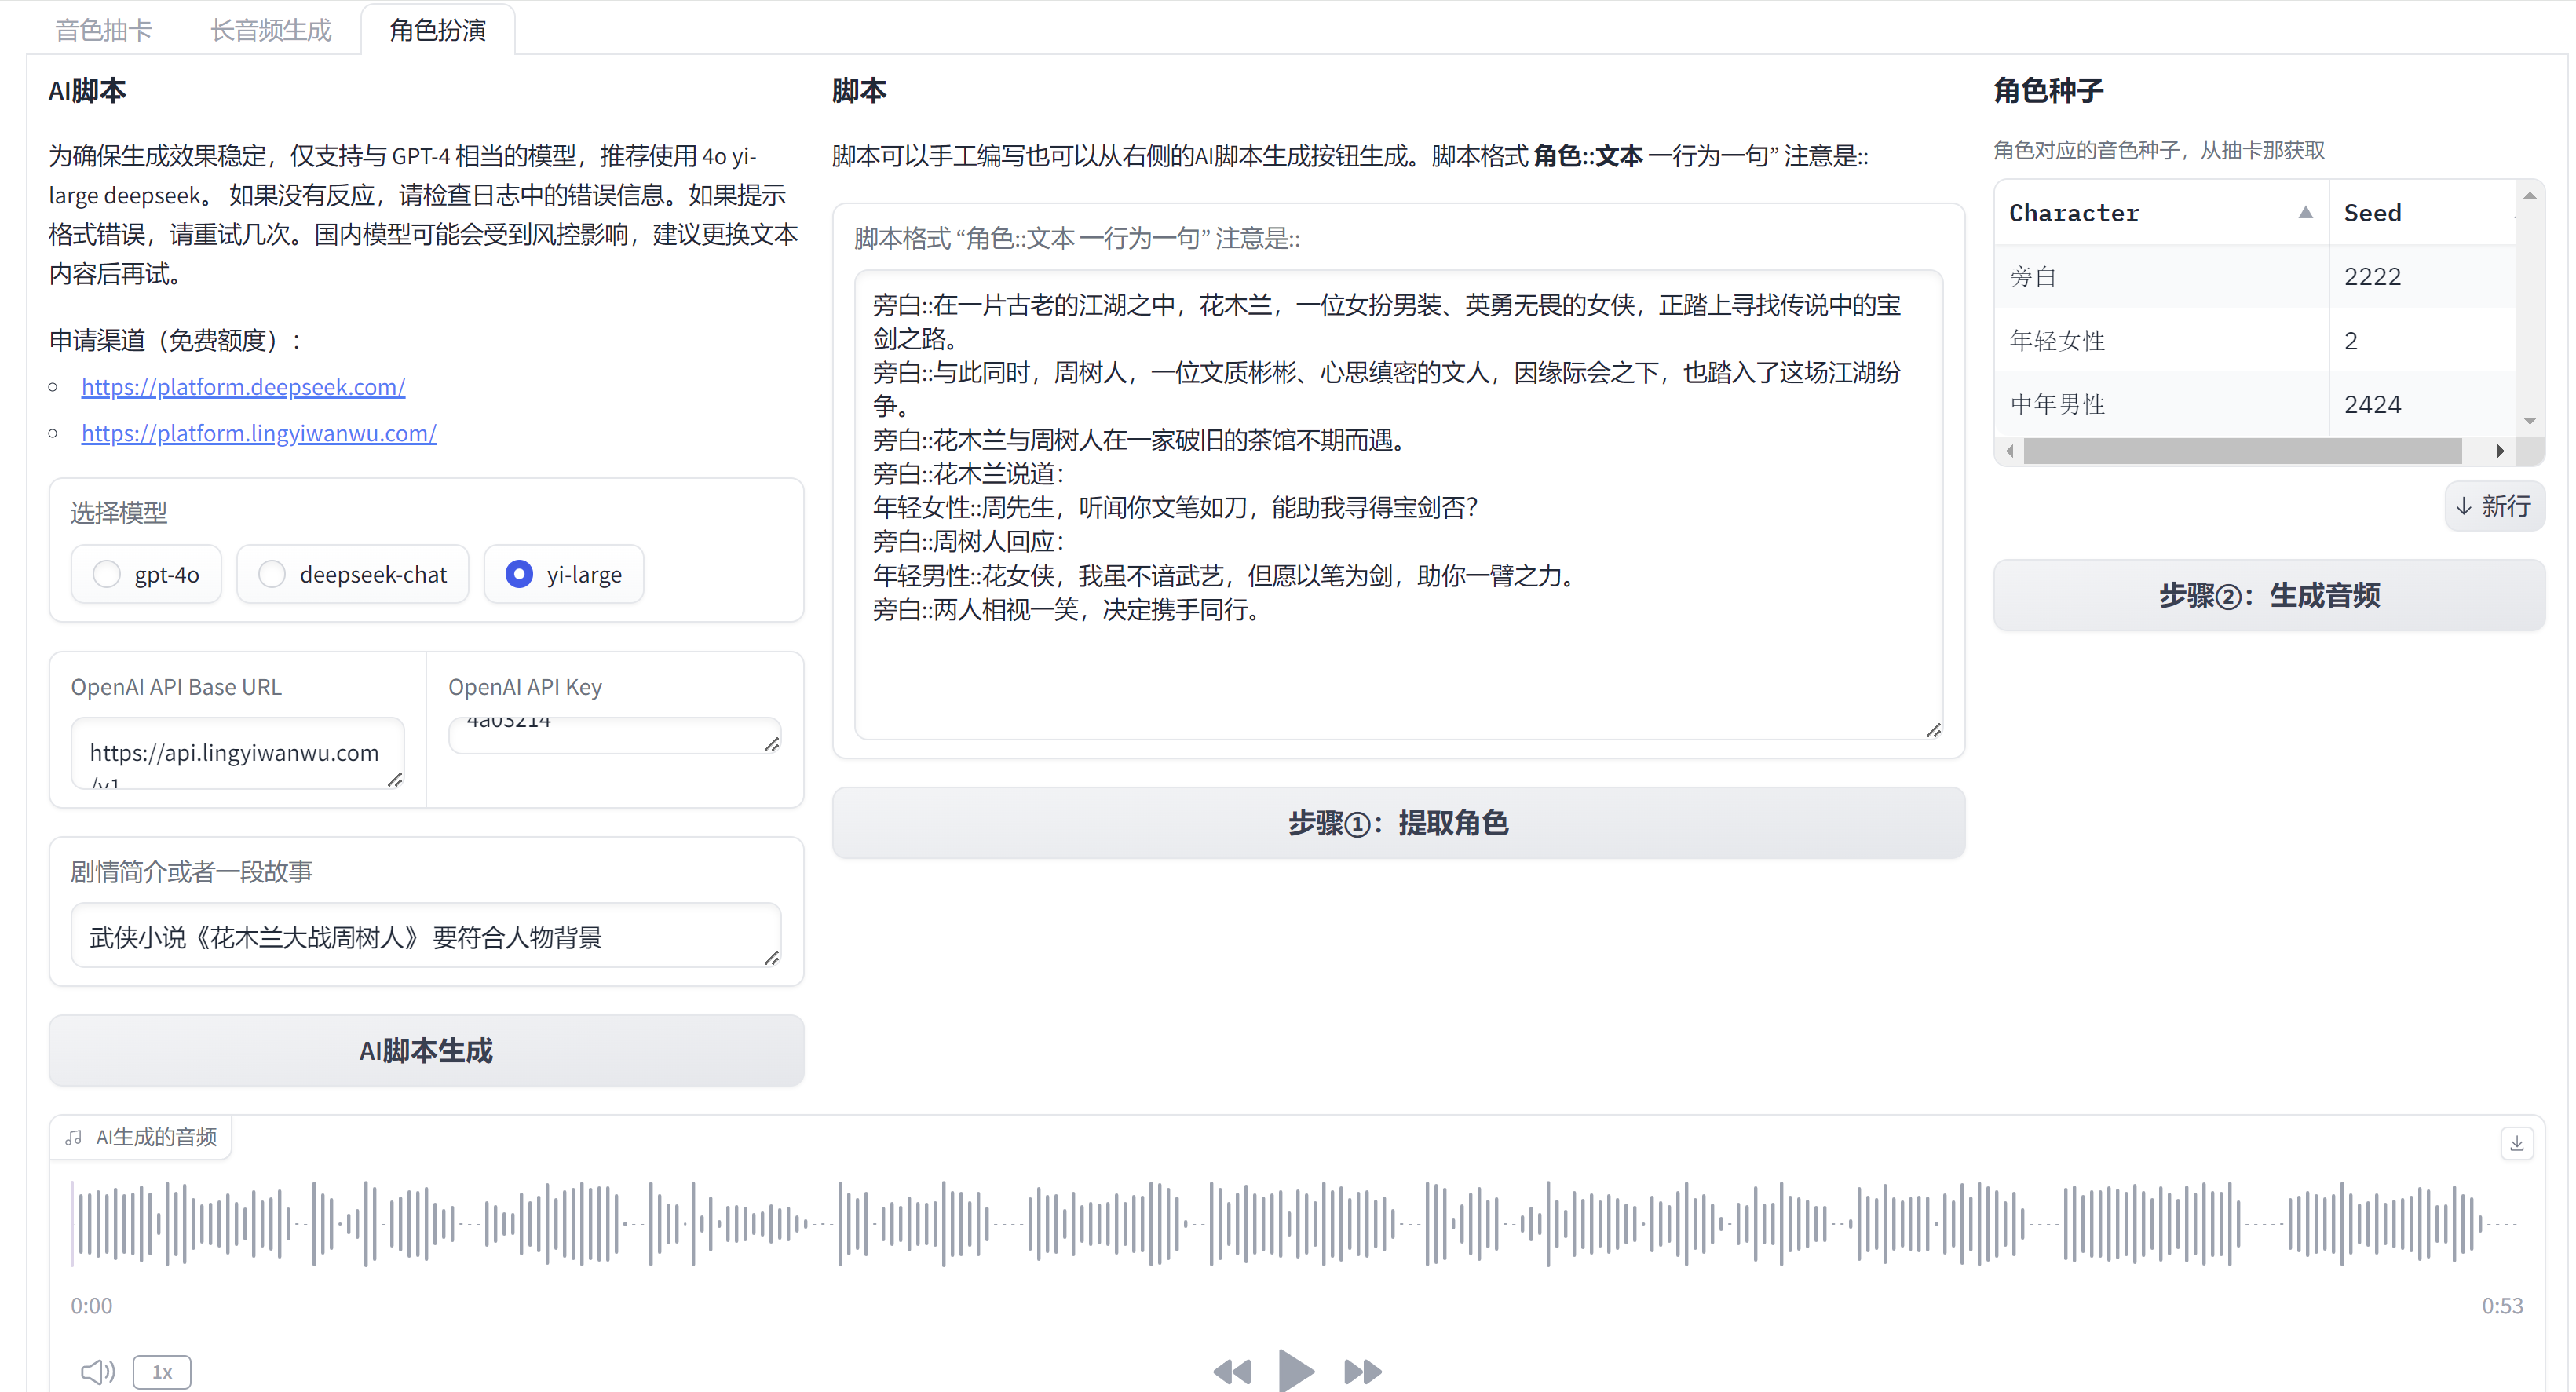 音色抽卡
长音频生成
角色扮演
AI脚本
为确保生成效果稳定，仅支持与 GPT-4 相当的模型，推荐使用 4o yi-
large deepseek。 如果没有反应，请检查日志中的错误信息。如果提示
格式错误，请重试几次。国内模型可能会受到风控影响，建议更换文本
内容后再试。
申请渠道（免费额度）：
https://platform.deepseek.com/
https://platform.lingyiwanwu.com/
选择模型
gpt-4o
deepseek-chat
yi-large
OpenAI API Base URL
https://api.lingyiwanwu.com
/v1
OpenAI API Key
4a03214
剧情简介或者一段故事
武侠小说《花木兰大战周树人》 要符合人物背景
AI脚本生成
脚本
脚本可以手工编写也可以从右侧的AI脚本生成按钮生成。脚本格式 角色::文本 一行为一句” 注意是::
脚本格式 “角色::文本 一行为一句” 注意是::
旁白::在一片古老的江湖之中，花木兰，一位女扮男装、英勇无畏的女侠，正踏上寻找传说中的宝
剑之路。
旁白::与此同时，周树人，一位文质彬彬、心思缜密的文人，因缘际会之下，也踏入了这场江湖纷
争。
旁白::花木兰与周树人在一家破旧的茶馆不期而遇。
旁白::花木兰说道：
年轻女性::周先生，听闻你文笔如刀，能助我寻得宝剑否？
旁白::周树人回应：
年轻男性::花女侠，我虽不谙武艺，但愿以笔为剑，助你一臂之力。
旁白::两人相视一笑，决定携手同行。
步骤①：提取角色
角色种子
角色对应的音色种子，从抽卡那获取
Character Seed
旁白 2222
年轻女性 2
中年男性 2424
新行
步骤②：生成音频
AI生成的音频
0:00
0:53
1x